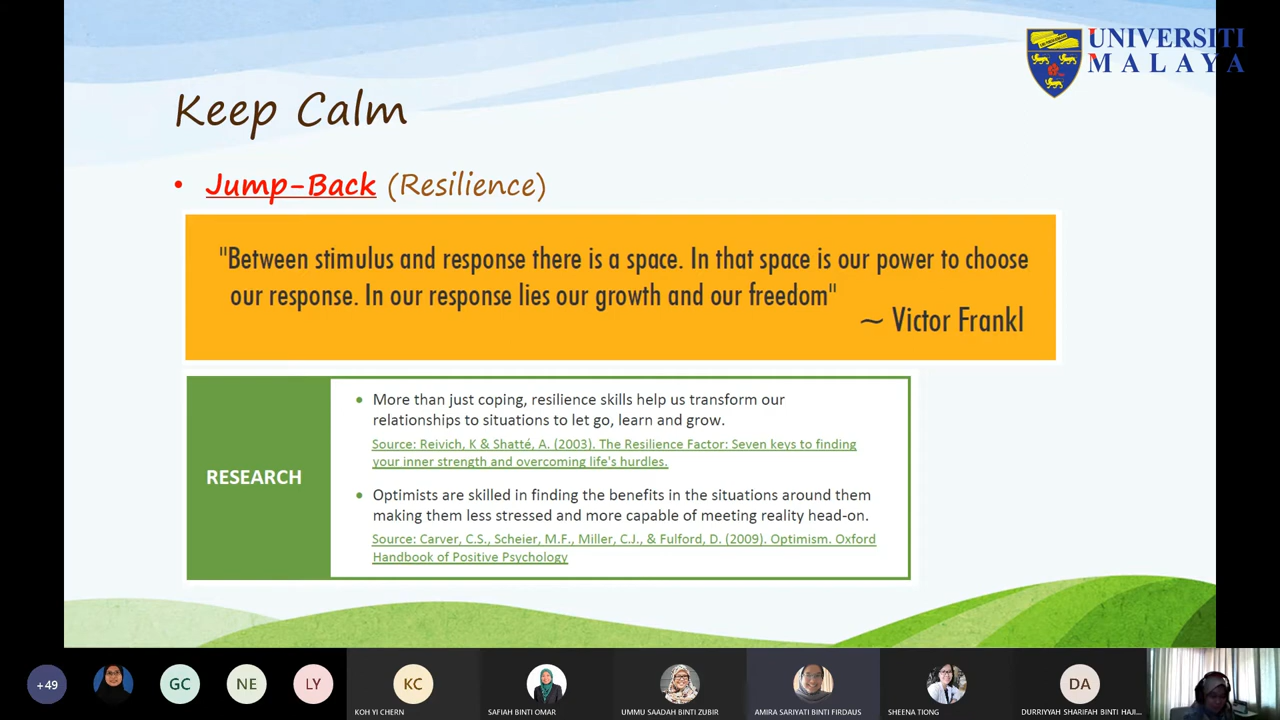 UNIVERSITI
MALAYA
Keep Calm
• Jump-Back (Resilience)
"Between stimulus and response there is a space. In that space is our power to choose
our response. In our response lies our growth and our freedom"
~ Victor Frankl
RESEARCH
• More than just coping, resilience skills help us transform our
relationships to situations to let go, learn and grow.
Source: Reivich, K & Shatté, A. (2003). The Resilience Factor: Seven keys to finding
your inner strength and overcoming life's hurdles.
• Optimists are skilled in finding the benefits in the situations around them
making them less stressed and more capable of meeting reality head-on.
Source: Carver, C.S., Scheier, M.F., Miller, C.J., & Fulford, D. (2009). Optimism. Oxford
Handbook of Positive Psychology
+49
GC
NE
LY
KC
DA
KOH YI CHERN
SAFIAH BINTI OMAR
UMMU SAADAH BINTI ZUBIR
AMIRA SARIYATI BINTI FIRDAUS
SHEENA TIONG
DURRIYYAH SHARIFAH BINTI HAJI...